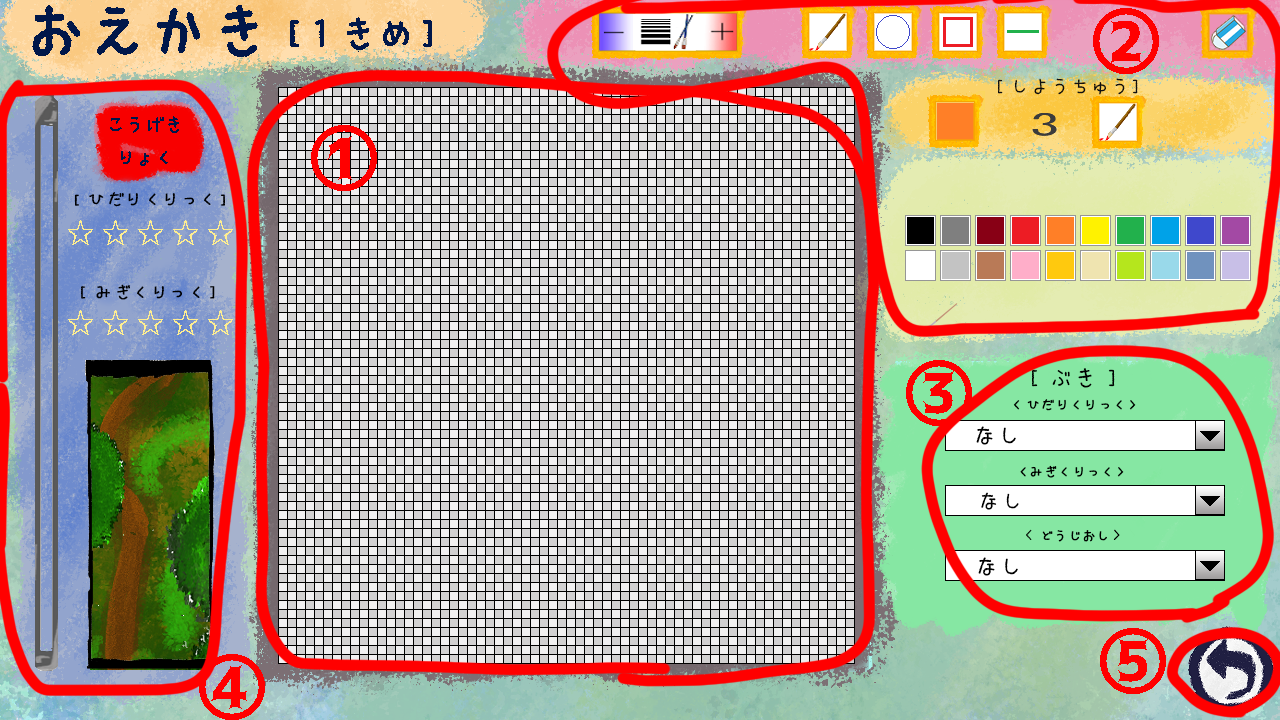 おえかき [1きめ]
②
[しようちゅう]
3
①
こうげき
りょく
[ひだりくりっく]
☆☆☆☆☆
[みぎくりっく]
☆☆☆☆☆
③
[ぶき]
<ひだりくりっく>
なし
<みぎくりっく>
なし
<どうじおし>
なし
④
⑤